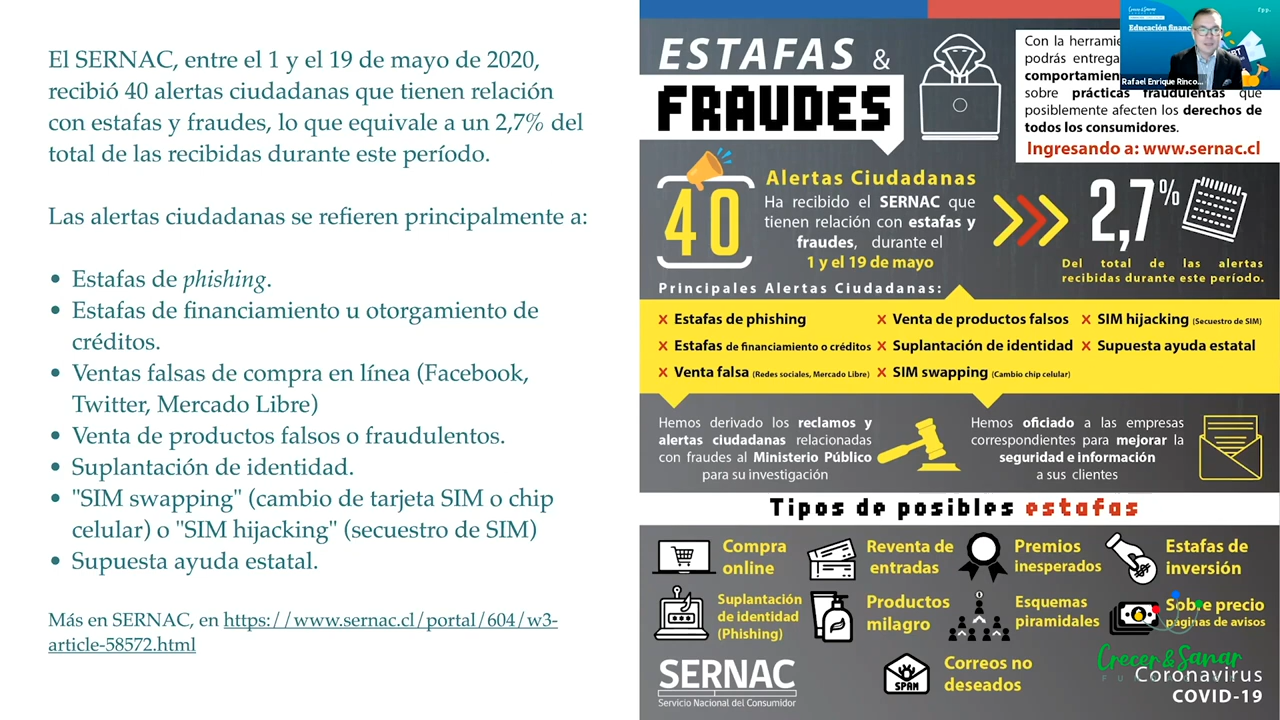 El SERNAC, entre el 1 y el 19 de mayo de 2020,
recibió 40 alertas ciudadanas que tienen relación
con estafas y fraudes, lo que equivale a un 2,7% del
total de las recibidas durante este período.
Las alertas ciudadanas se refieren principalmente a:
• Estafas de phishing.
• Estafas de financiamiento u otorgamiento de
créditos.
• Ventas falsas de compra en línea (Facebook,
Twitter, Mercado Libre)
• Venta de productos falsos o fraudulentos.
• Suplantación de identidad.
• "SIM swapping" (cambio de tarjeta SIM o chip
celular) o "SIM hijacking" (secuestro de SIM)
• Supuesta ayuda estatal.
Más en SERNAC, en https://www.sernac.cl/portal/604/w3-
article-58572.html
ESTAFAS &
FRAUDES
Con la herramie
podrás entrega
comportamien
sobre prácticas fraudulentas que
posiblemente afecten los derechos de
todos los consumidores.
Ingresando a: www.sernac.cl
Crecer & Sanar
Educación financ
Rafael Enrique Rinco...
40
Alertas Ciudadanas
Ha recibido el SERNAC que
tienen relación con estafas y
fraudes, durante el
1 y el 19 de mayo
2,7%
Del total de las alertas
recibidas durante este período.
Principales Alertas Ciudadanas:
X Estafas de phishing
X Venta de productos falsos
X SIM hijacking (Secuestro de SIM)
X Estafas de financiamiento o créditos
X Suplantación de identidad
X Supuesta ayuda estatal
X Venta falsa (Redes sociales, Mercado Libre)
X SIM swapping (Cambio chip celular)
Hemos derivado los reclamos y
alertas ciudadanas relacionadas
con fraudes al Ministerio Público
para su investigación
Hemos oficiado a las empresas
correspondientes para mejorar la
seguridad e información
a sus clientes
Tipos de posibles estafas
Compra
online
Reventa de
entradas
Premios
inesperados
Estafas de
inversión
Suplantación
de identidad
(Phishing)
Productos
milagro
Esquemas
piramidales
Sobre precio
páginas de avisos
SERNAC
Servicio Nacional del Consumidor
SPAM
Correos no
deseados
Crecer & Sanar
Coronavirus
COVID-19